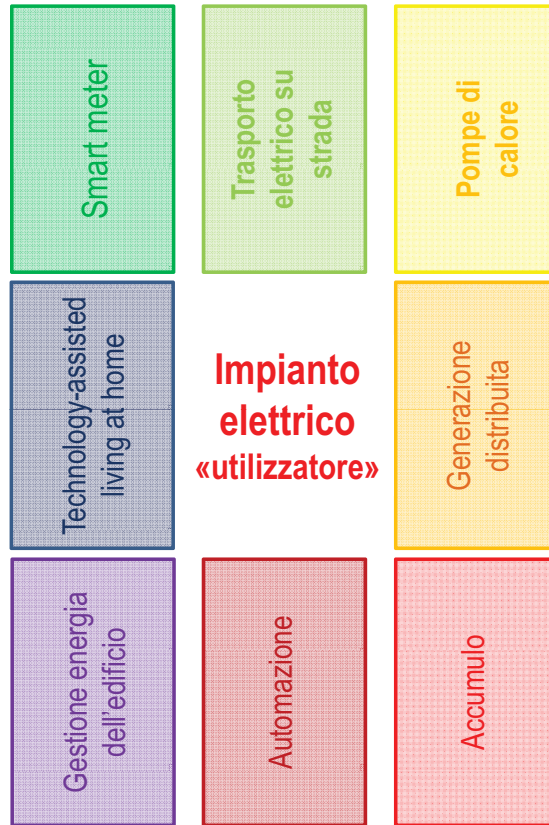 Smart meter
Trasporto
elettrico su
strada
Pompe di
calore
Technology-assisted
living at home
Impianto
elettrico
«utilizzatore»
Generazione
distribuita
Gestione energia
dell'edificio
Automazione
Accumulo